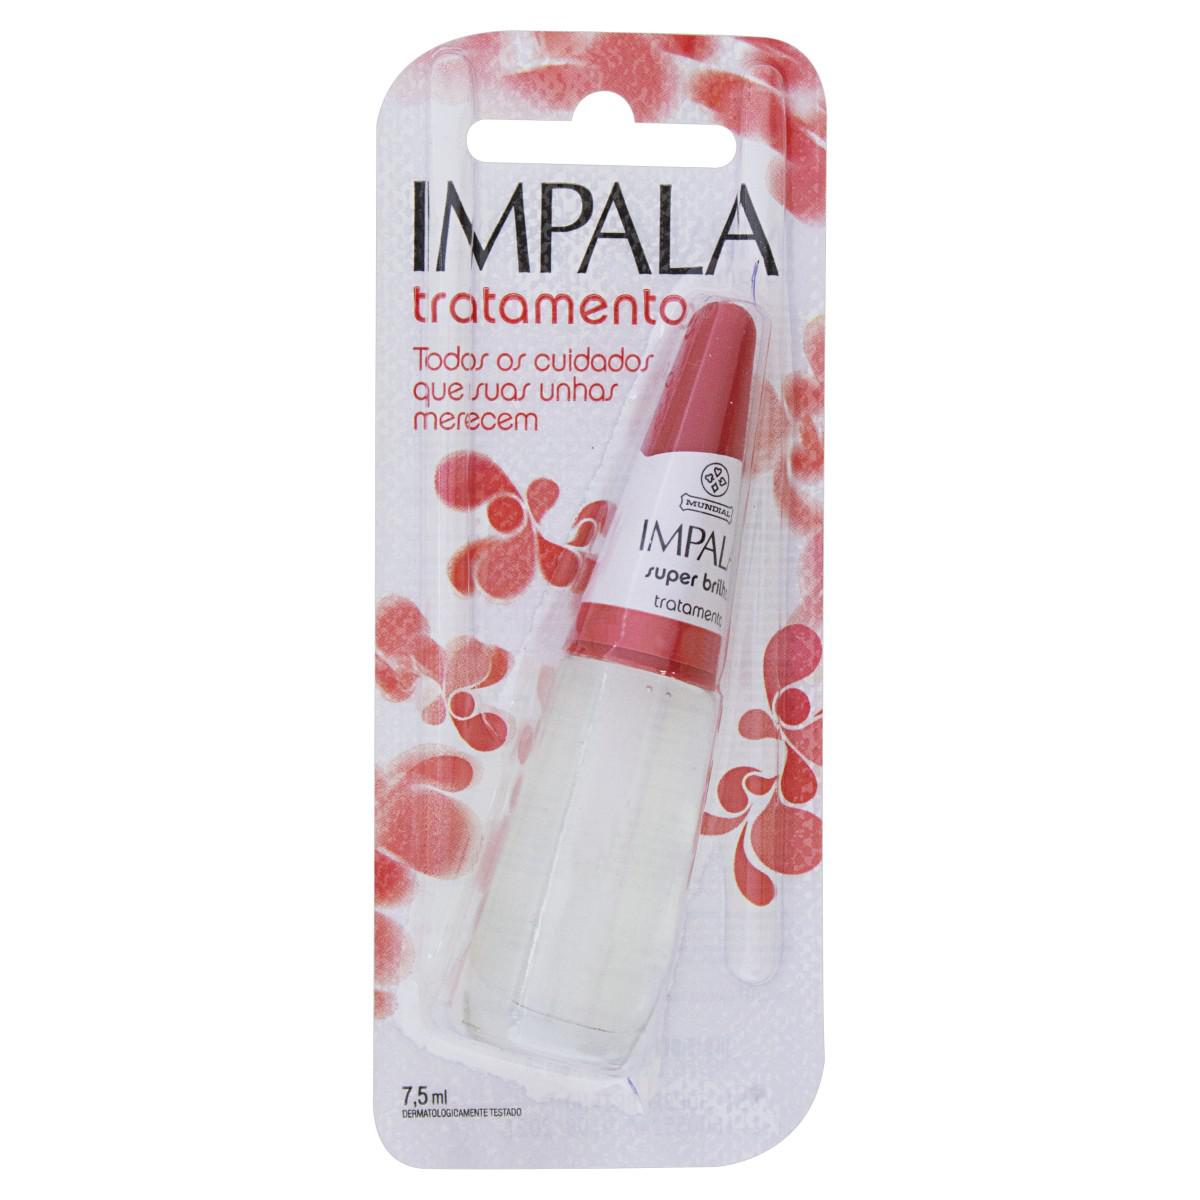 IMPALA
tratamento
Todos os cuidados
que suas unhas
merecem
MUNDIAL
IMPALA
super brilho
tratamento
7,5 ml
DERMATOLOGICAMENTE TESTADO